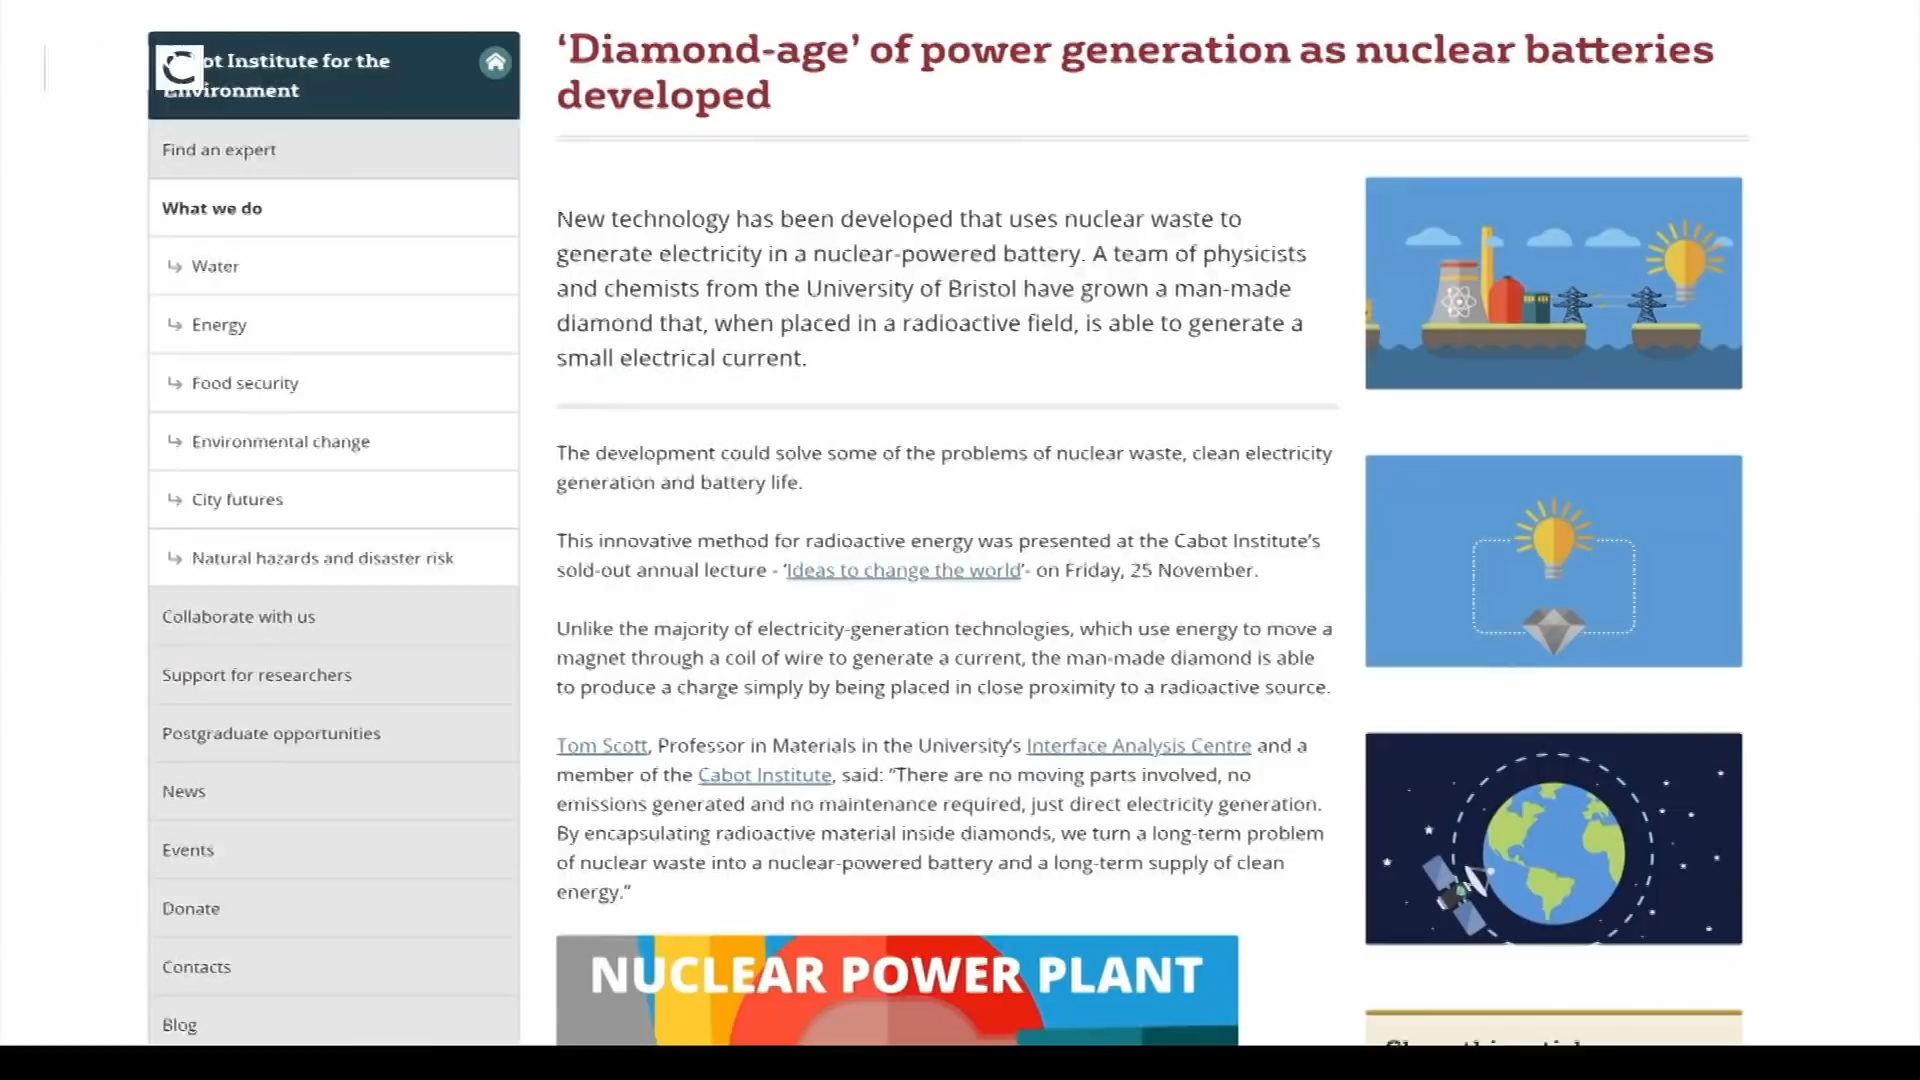 ot Institute for the
Environment
Find an expert
What we do
Water
Energy
Food security
Environmental change
City futures
Natural hazards and disaster risk
Collaborate with us
Support for researchers
Postgraduate opportunities
News
Events
Donate
Contacts
Blog
‘Diamond-age’ of power generation as nuclear batteries
developed
New technology has been developed that uses nuclear waste to
generate electricity in a nuclear-powered battery. A team of physicists
and chemists from the University of Bristol have grown a man-made
diamond that, when placed in a radioactive field, is able to generate a
small electrical current.
The development could solve some of the problems of nuclear waste, clean electricity
generation and battery life.
This innovative method for radioactive energy was presented at the Cabot Institute’s
sold-out annual lecture - ‘Ideas to change the world’- on Friday, 25 November.
Unlike the majority of electricity-generation technologies, which use energy to move a
magnet through a coil of wire to generate a current, the man-made diamond is able
to produce a charge simply by being placed in close proximity to a radioactive source.
Tom Scott, Professor in Materials in the University’s Interface Analysis Centre and a
member of the Cabot Institute, said: “There are no moving parts involved, no
emissions generated and no maintenance required, just direct electricity generation.
By encapsulating radioactive material inside diamonds, we turn a long-term problem
of nuclear waste into a nuclear-powered battery and a long-term supply of clean
energy.”
NUCLEAR POWER PLANT